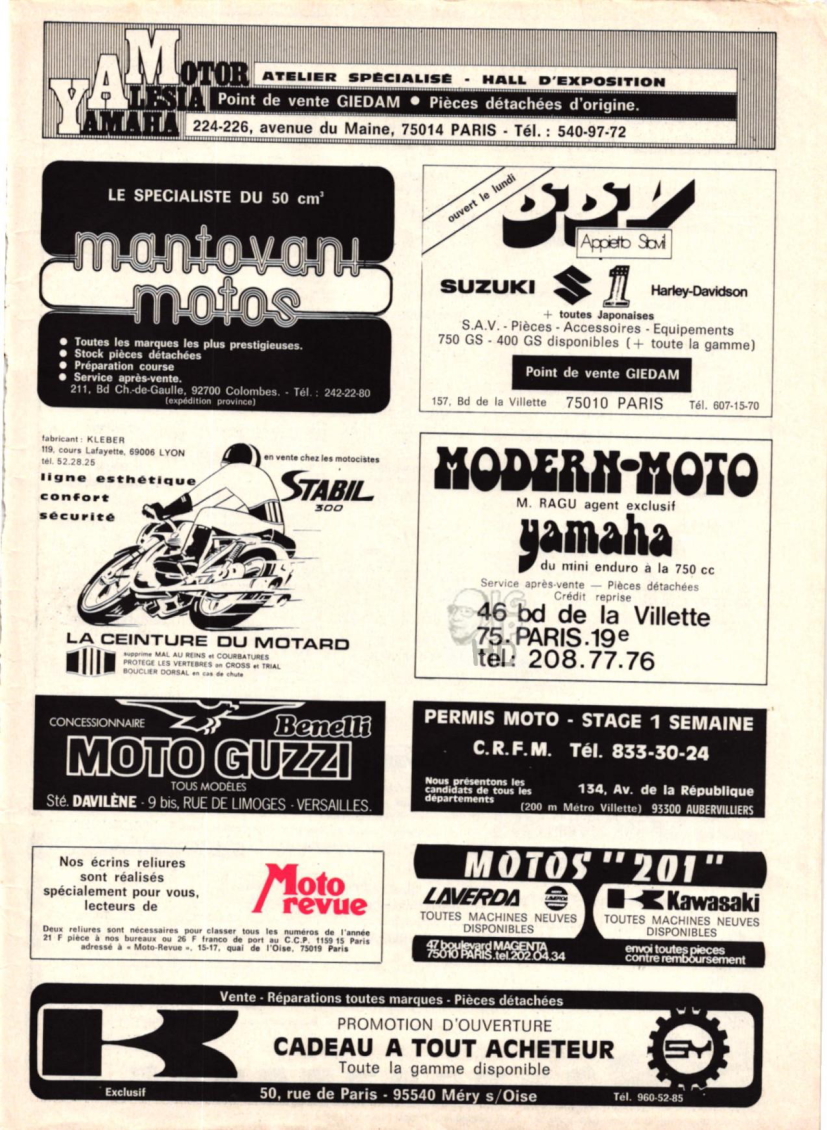 YAM MOTOR
ALESIA
YAMAHA
ATELIER SPÉCIALISÉ - HALL D'EXPOSITION
Point de vente GIEDAM ● Pièces détachées d'origine.
224-226, avenue du Maine, 75014 PARIS - Tél. : 540-97-72
LE SPECIALISTE DU 50 cm³
mantovani
motos
● Toutes les marques les plus prestigieuses.
● Stock pièces détachées
● Préparation course
● Service après-vente.
211, Bd Ch.-de-Gaulle, 92700 Colombes. - Tél. : 242-22-80
(expédition province)
ouvert le lundi
SSV
Appietto Slavil
SUZUKI S 1 Harley-Davidson
+ toutes Japonaises
S.A.V. - Pièces - Accessoires - Equipements
750 GS - 400 GS disponibles (+ toute la gamme)
Point de vente GIEDAM
157, Bd de la Villette 75010 PARIS Tél. 607-15-70
fabricant : KLEBER
119, cours Lafayette, 69006 LYON
tél. 52.28.25
en vente chez les motocistes
ligne esthétique
confort
sécurité
STABIL
300
LA CEINTURE DU MOTARD
supprime MAL AU REINS et COURBATURES
PROTEGE LES VERTEBRES en CROSS et TRIAL
BOUCLIER DORSAL en cas de chute
MODERN-MOTO
M. RAGU agent exclusif
yamaha
du mini enduro à la 750 cc
Service après-vente — Pièces détachées
Crédit reprise
46 bd de la Villette
75. PARIS.19e
tel: 208.77.76
CONCESSIONNAIRE
Benelli
MOTO GUZZI
TOUS MODÈLES
Sté. DAVILÈNE - 9 bis, RUE DE LIMOGES - VERSAILLES.
PERMIS MOTO - STAGE 1 SEMAINE
C.R.F.M. Tél. 833-30-24
Nous présentons les
candidats de tous les
départements
134, Av. de la République
(200 m Métro Villette) 93300 AUBERVILLIERS
Nos écrins reliures
sont réalisés
spécialement pour vous,
lecteurs de
Moto
revue
Deux reliures sont nécessaires pour classer tous les numéros de l'année
21 F pièce à nos bureaux ou 26 F franco de port au C.C.P. 1159 15 Paris
adressé à « Moto-Revue », 15-17, quai de l'Oise, 75019 Paris
MOTOS "201"
LAVERDA
TOUTES MACHINES NEUVES
DISPONIBLES
47 boulevard MAGENTA
75010 PARIS.tel.202.04.34
Kawasaki
TOUTES MACHINES NEUVES
DISPONIBLES
envoi toutes pieces
contre remboursement
Vente - Réparations toutes marques - Pièces détachées
PROMOTION D'OUVERTURE
CADEAU A TOUT ACHETEUR
Toute la gamme disponible
SY
Exclusif
50, rue de Paris - 95540 Méry s/Oise
Tél. 960-52-85